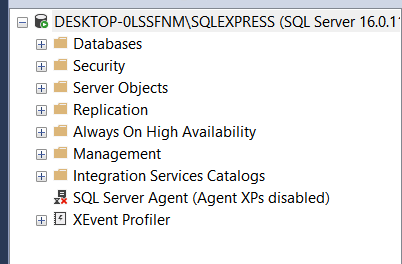 DESKTOP-0LSSFNM\SQLEXPRESS (SQL Server 16.0.1
Databases
Security
Server Objects
Replication
Always On High Availability
Management
Integration Services Catalogs
SQL Server Agent (Agent XPs disabled)
XEvent Profiler